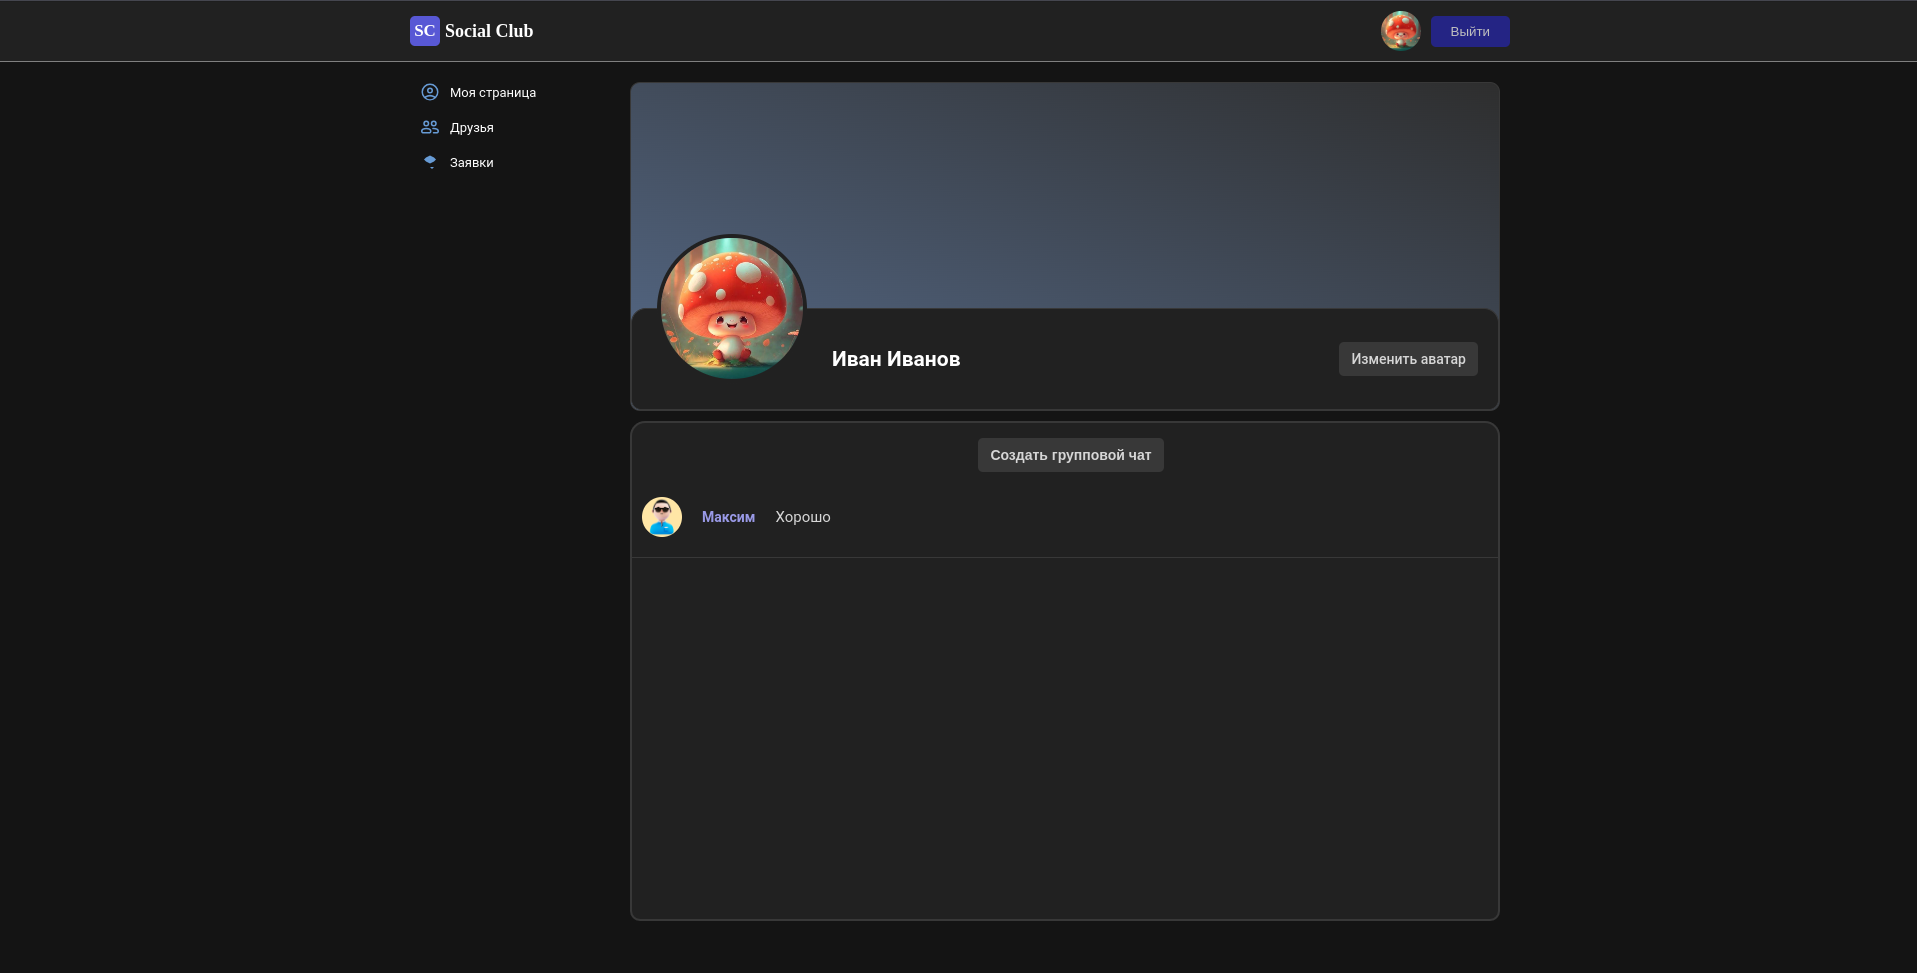 SC Social Club
Выйти
Моя страница
Друзья
Заявки
Иван Иванов
Изменить аватар
Создать групповой чат
Максим Хорошо